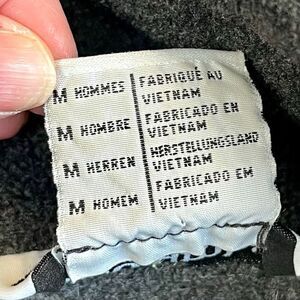 M HOMMES FABRIQUÉ AU
VIETNAM
M HOMBRE FABRICADO EN
VIETNAM
M HERREN HERSTELLUNGSLAND
VIETNAM
M HOMEM FABRICADO EM
VIETNAM